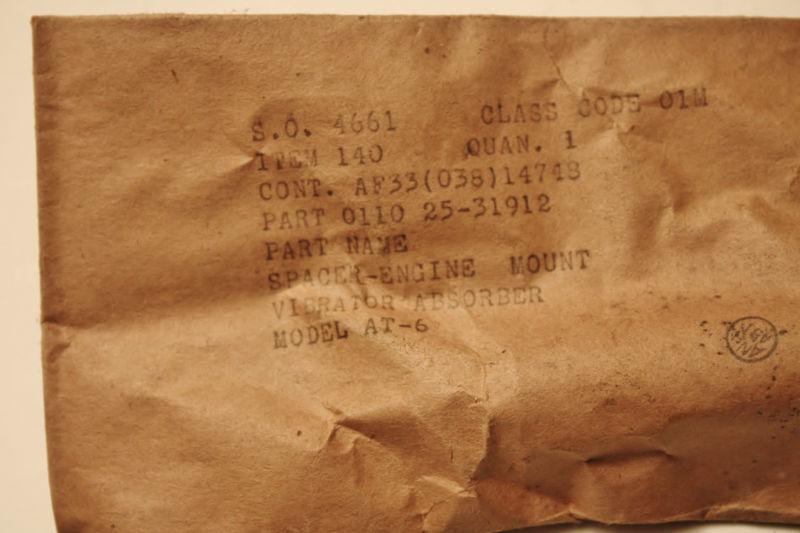 S.O. 4661 CLASS CODE 01M
ITEM 140 QUAN. 1
CONT. AF33(038)14748
PART 0110 25-31912
PART NAME
SPACER-ENGINE MOUNT
VIBRATOR ABSORBER
MODEL AT-6